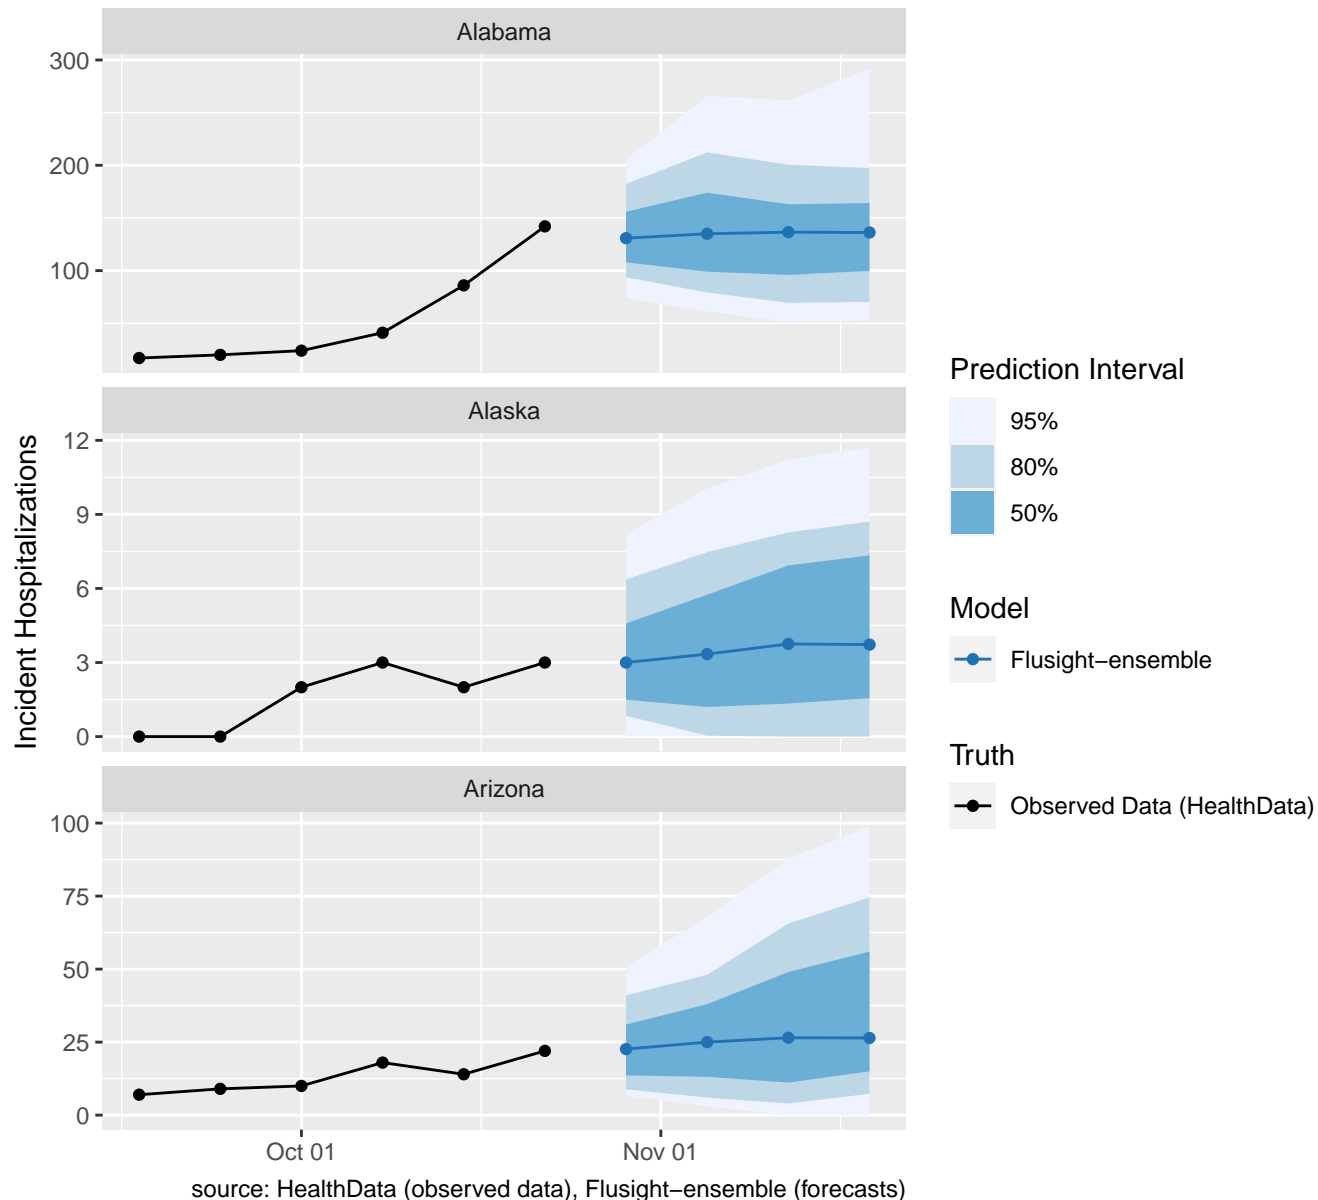 Alabama
300
200
100
Alaska
12
9
6
3
0
Arizona
100
75
50
25
0
Oct 01
Nov 01
Incident Hospitalizations
source: HealthData (observed data), Flusight−ensemble (forecasts)
Prediction Interval
95%
80%
50%
Model
Flusight−ensemble
Truth
Observed Data (HealthData)